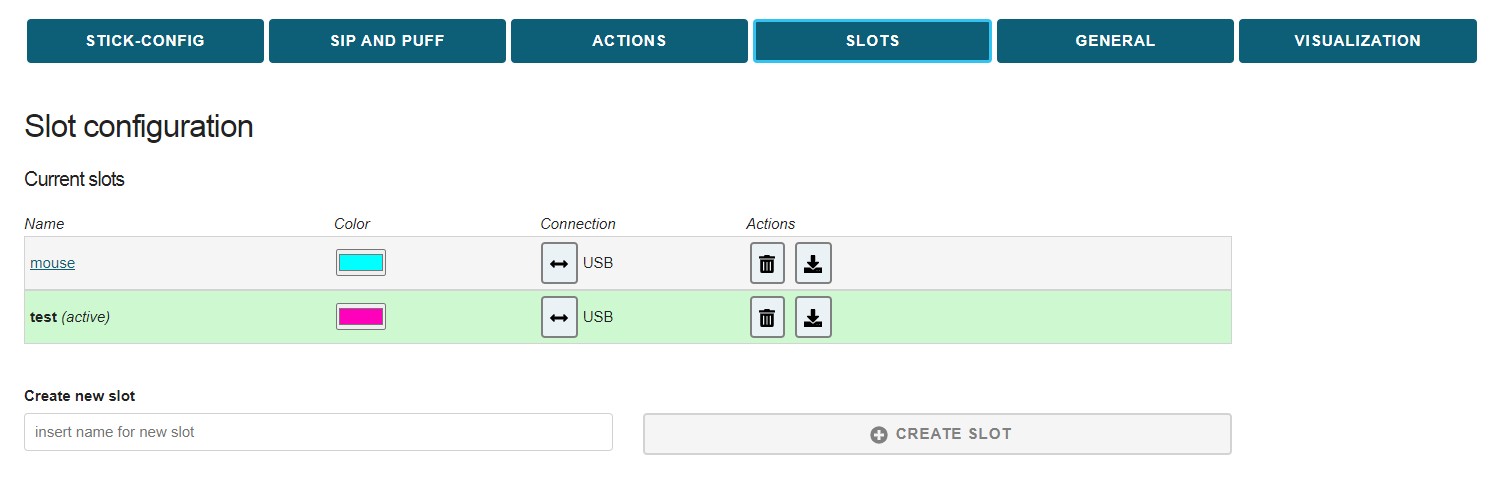 STICK-CONFIG SIP AND PUFF ACTIONS SLOTS GENERAL VISUALIZATION
Slot configuration
Current slots
Name Color Connection Actions
mouse USB
test (active) USB
Create new slot
insert name for new slot CREATE SLOT